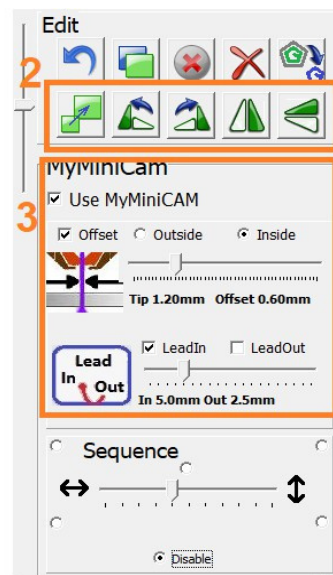 Edit
2
MyMiniCam
Use MyMiniCAM
3
Offset Outside Inside
Tip 1.20mm Offset 0.60mm
Lead
In Out
LeadIn LeadOut
In 5.0mm Out 2.5mm
Sequence
Disable